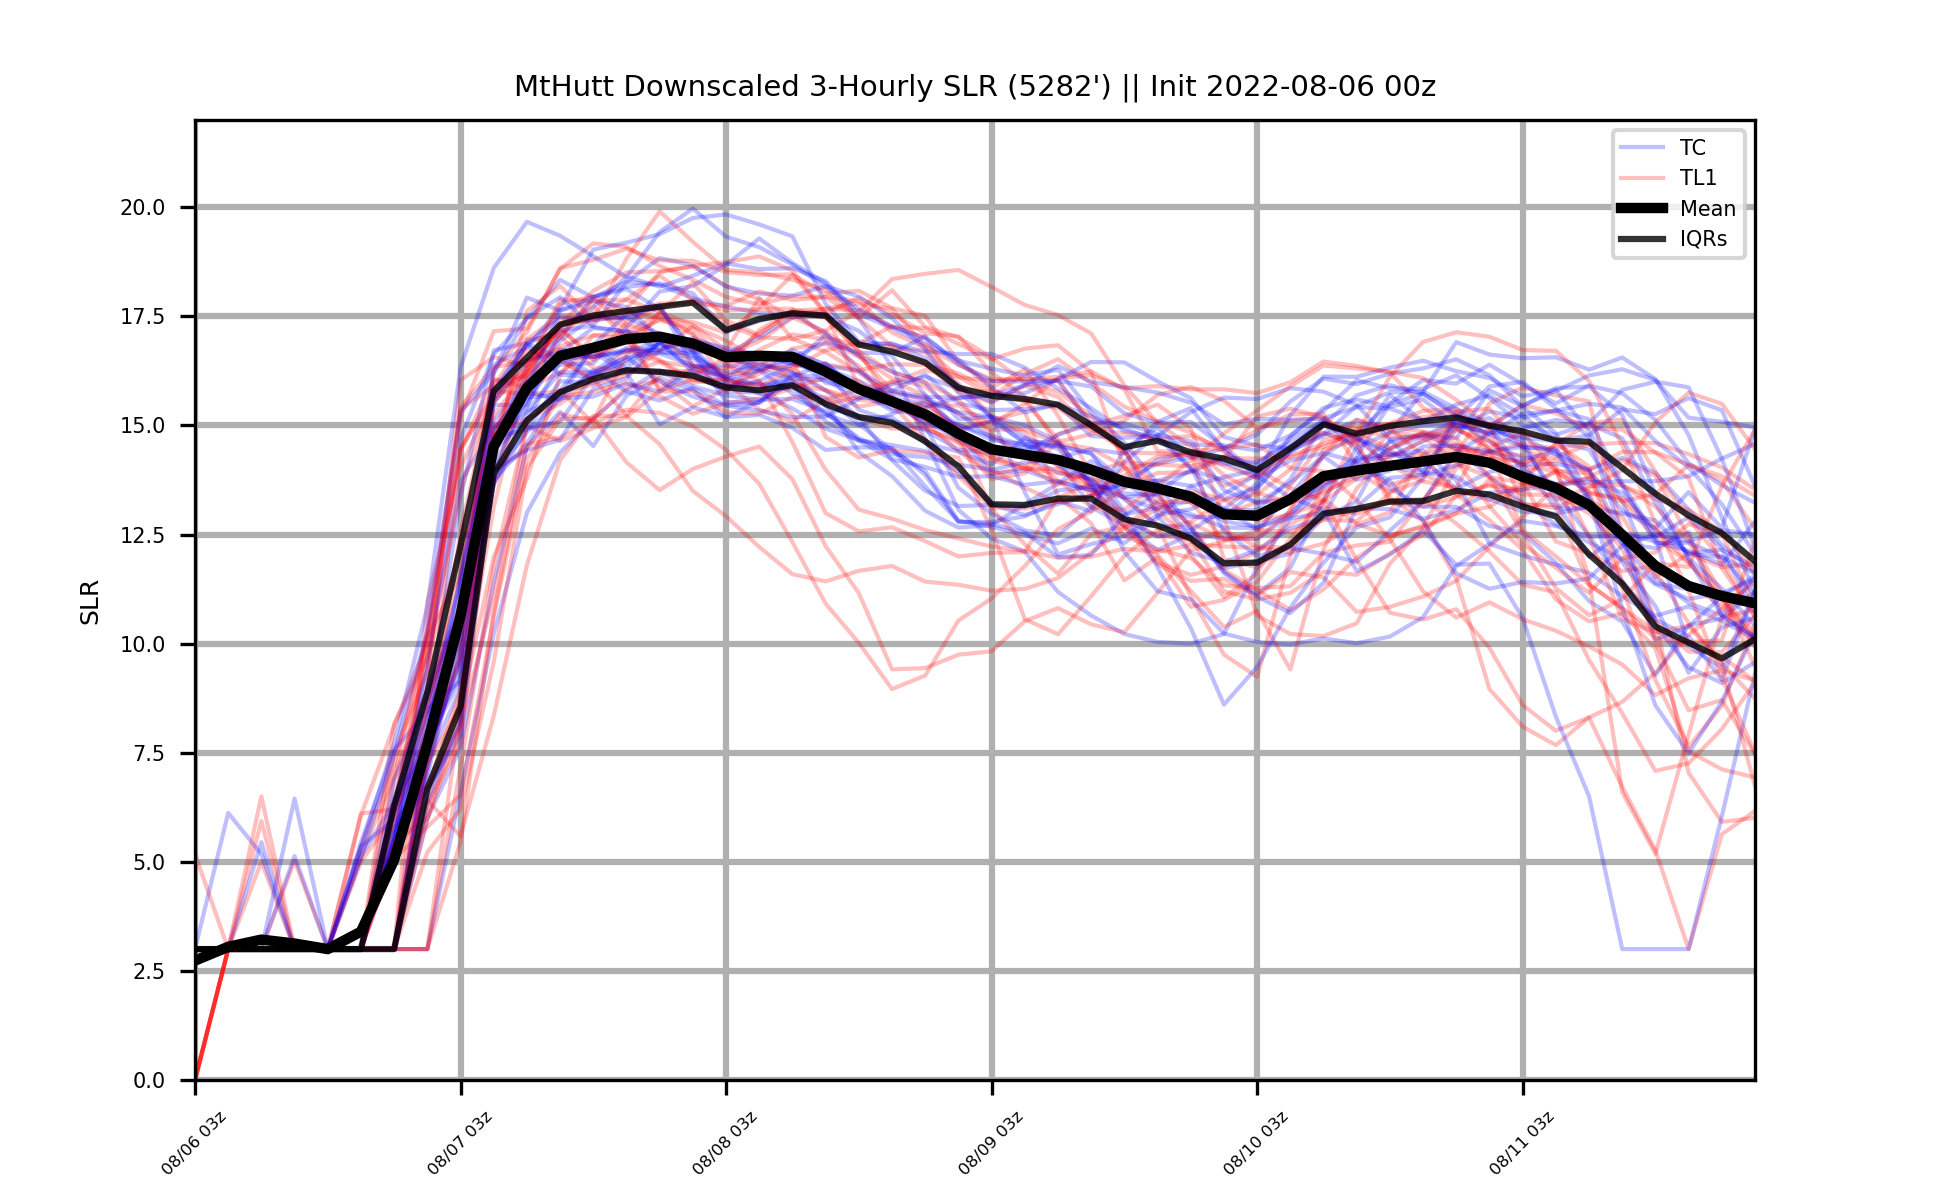 MtHutt Downscaled 3-Hourly SLR (5282') || Init 2022-08-06 00z
TC
TL1
Mean
IQRs
SLR
20.0
17.5
15.0
12.5
10.0
7.5
5.0
2.5
0.0
08/06 03z
08/07 03z
08/08 03z
08/09 03z
08/10 03z
08/11 03z